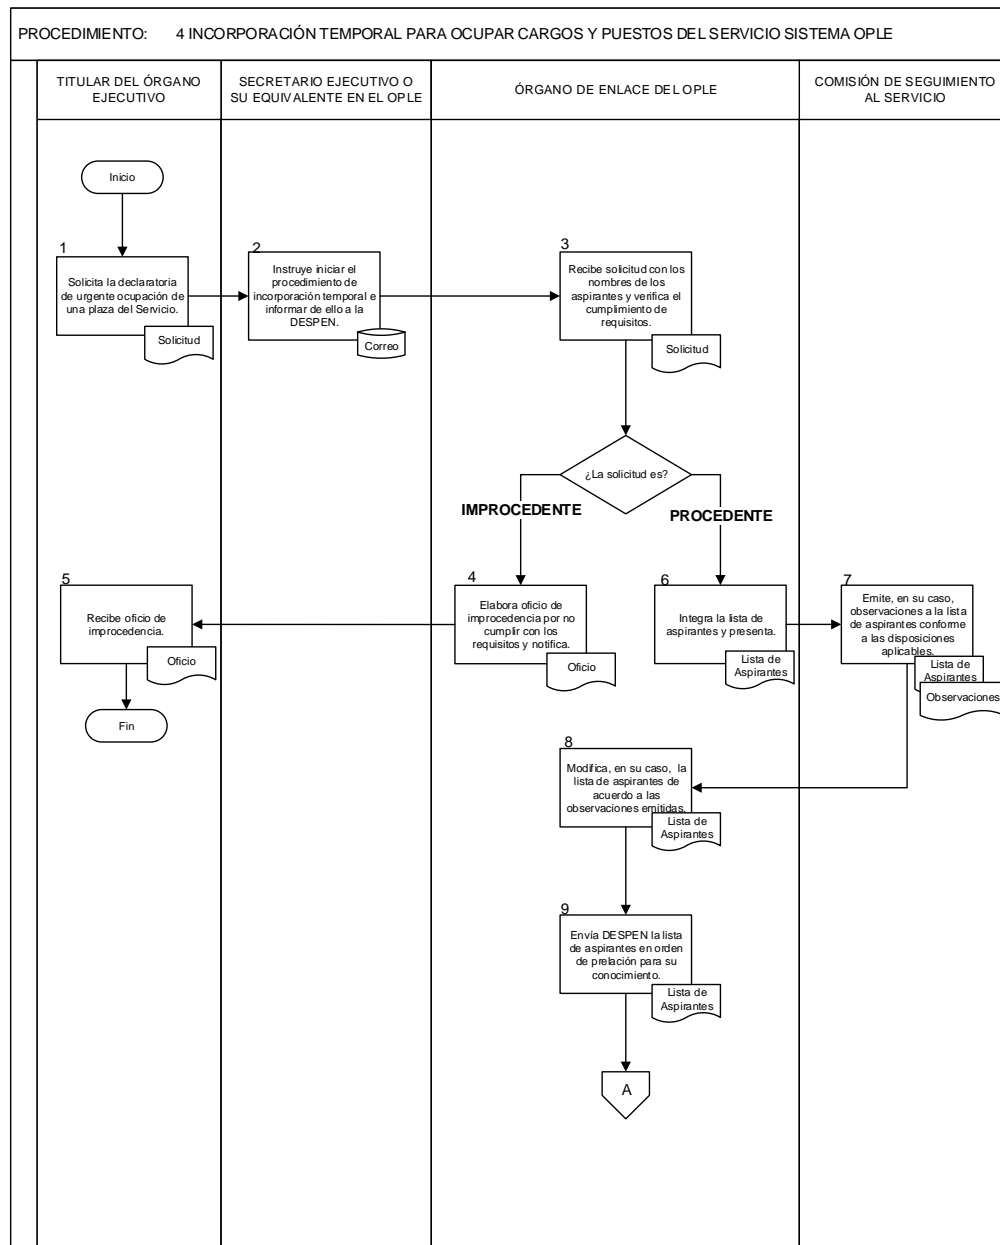 PROCEDIMIENTO: 4 INCORPORACIÓN TEMPORAL PARA OCUPAR CARGOS Y PUESTOS DEL SERVICIO SISTEMA OPLE
TITULAR DEL ÓRGANO
EJECUTIVO
SECRETARIO EJECUTIVO O
SU EQUIVALENTE EN EL OPLE
ÓRGANO DE ENLACE DEL OPLE
COMISIÓN DE SEGUIMIENTO
AL SERVICIO
Inicio
1
Solicita la declaratoria
de urgente ocupación de
una plaza del Servicio.
Solicitud
2
Instruye iniciar el
procedimiento de
incorporación temporal e
informar de ello a la
DESPEN.
Correo
3
Recibe solicitud con los
nombres de los
aspirantes y verifica el
cumplimiento de
requisitos.
Solicitud
¿La solicitud es?
IMPROCEDENTE
PROCEDENTE
5
Recibe oficio de
improcedencia.
Oficio
Fin
4
Elabora oficio de
improcedencia por no
cumplir con los
requisitos y notifica.
Oficio
6
Integra la lista de
aspirantes y presenta.
Lista de
Aspirantes
7
Emite, en su caso,
observaciones a la lista
de aspirantes conforme
a las disposiciones
aplicables.
Lista de
Aspirantes
Observaciones
8
Modifica, en su caso, la
lista de aspirantes de
acuerdo a las
observaciones emitidas.
Lista de
Aspirantes
9
Envía DESPEN la lista
de aspirantes en orden
de prelación para su
conocimiento.
Lista de
Aspirantes
A